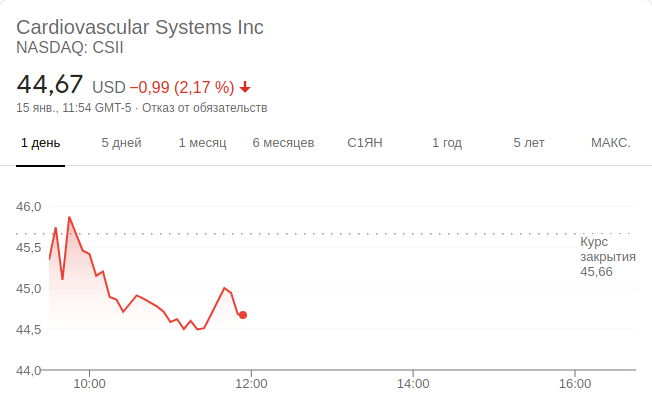 Cardiovascular Systems Inc
NASDAQ: CSII
44,67 USD −0,99 (2,17 %)
15 янв., 11:54 GMT-5 · Отказ от обязательств
1 день 5 дней 1 месяц 6 месяцев С1ЯН 1 год 5 лет МАКС.
46,0
Курс
закрытия
45,66
45,5
45,0
44,5
44,0
10:00 12:00 14:00 16:00